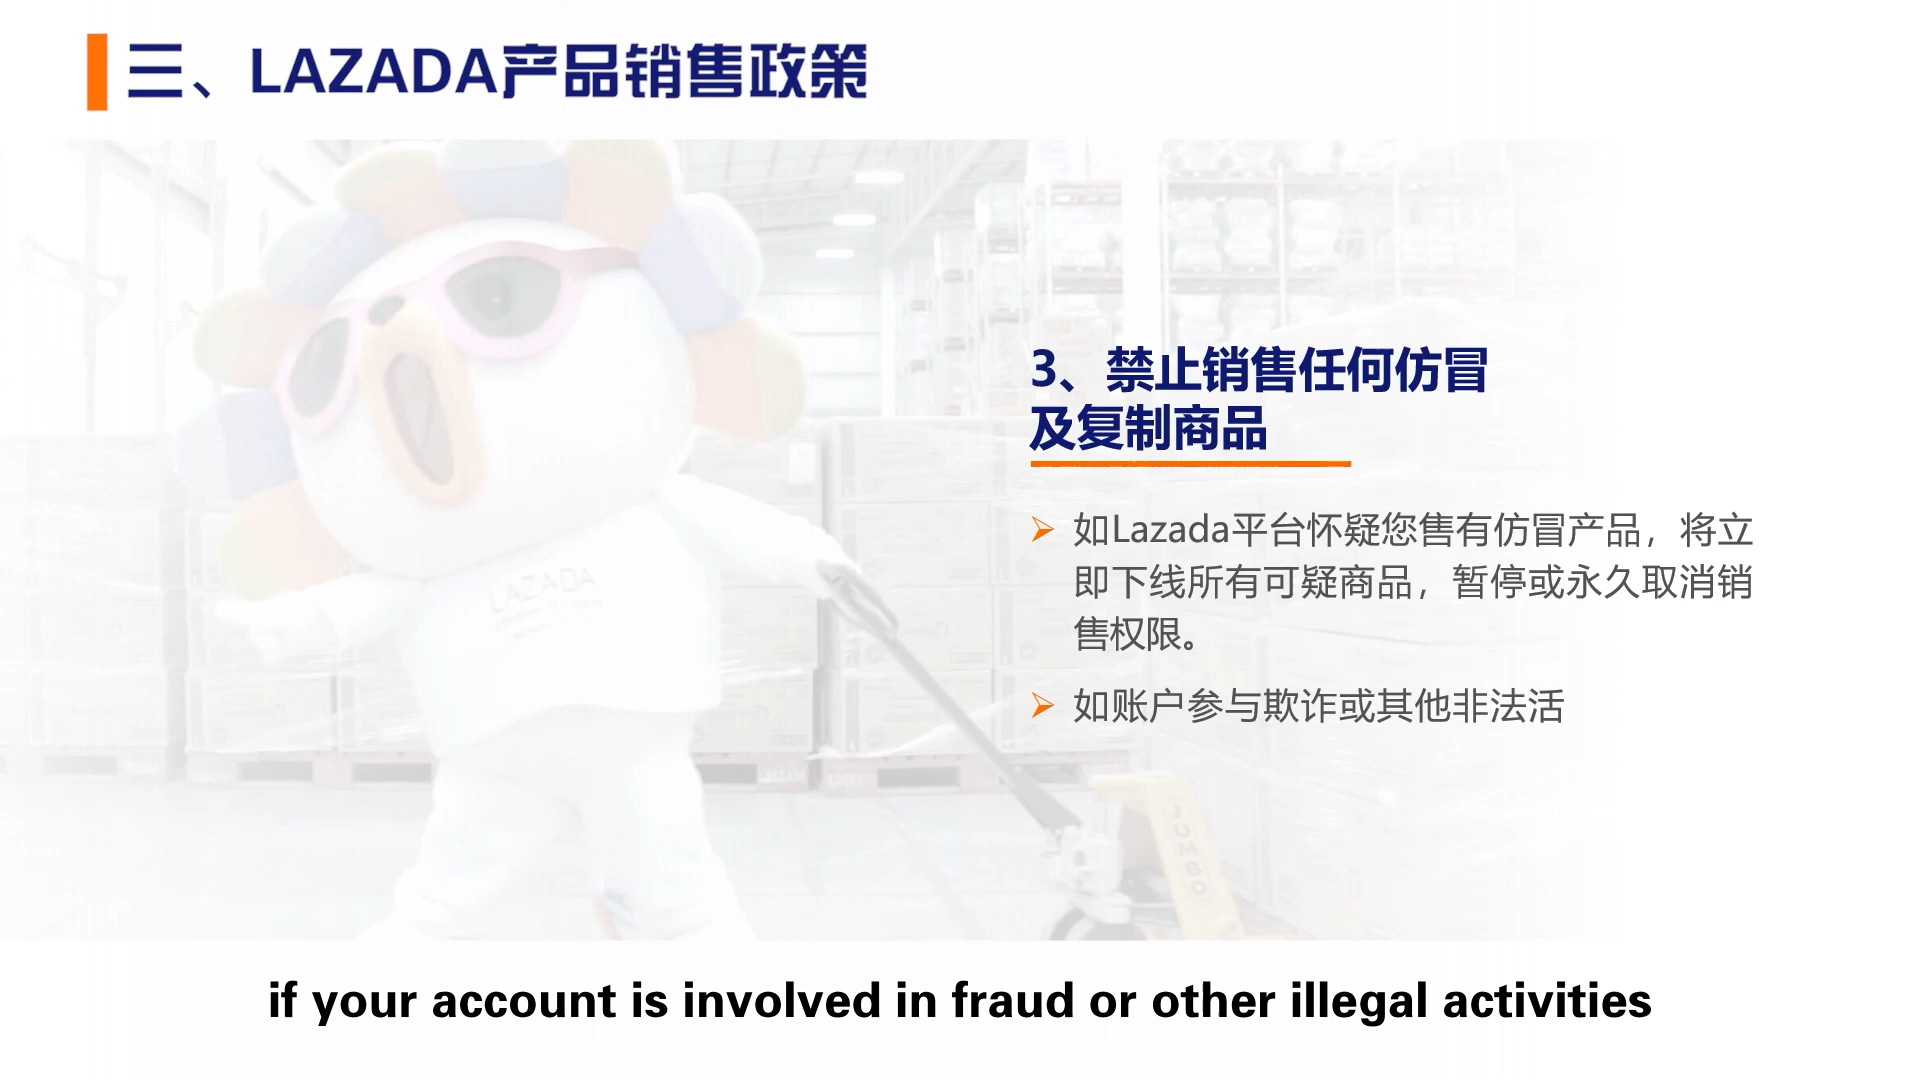 三、LAZADA产品销售政策
3、禁止销售任何仿冒
及复制商品
如Lazada平台怀疑您售有仿冒产品，将立
即下线所有可疑商品，暂停或永久取消销
售权限。
如账户参与欺诈或其他非法活
LAZADA
JUMBO
if your account is involved in fraud or other illegal activities